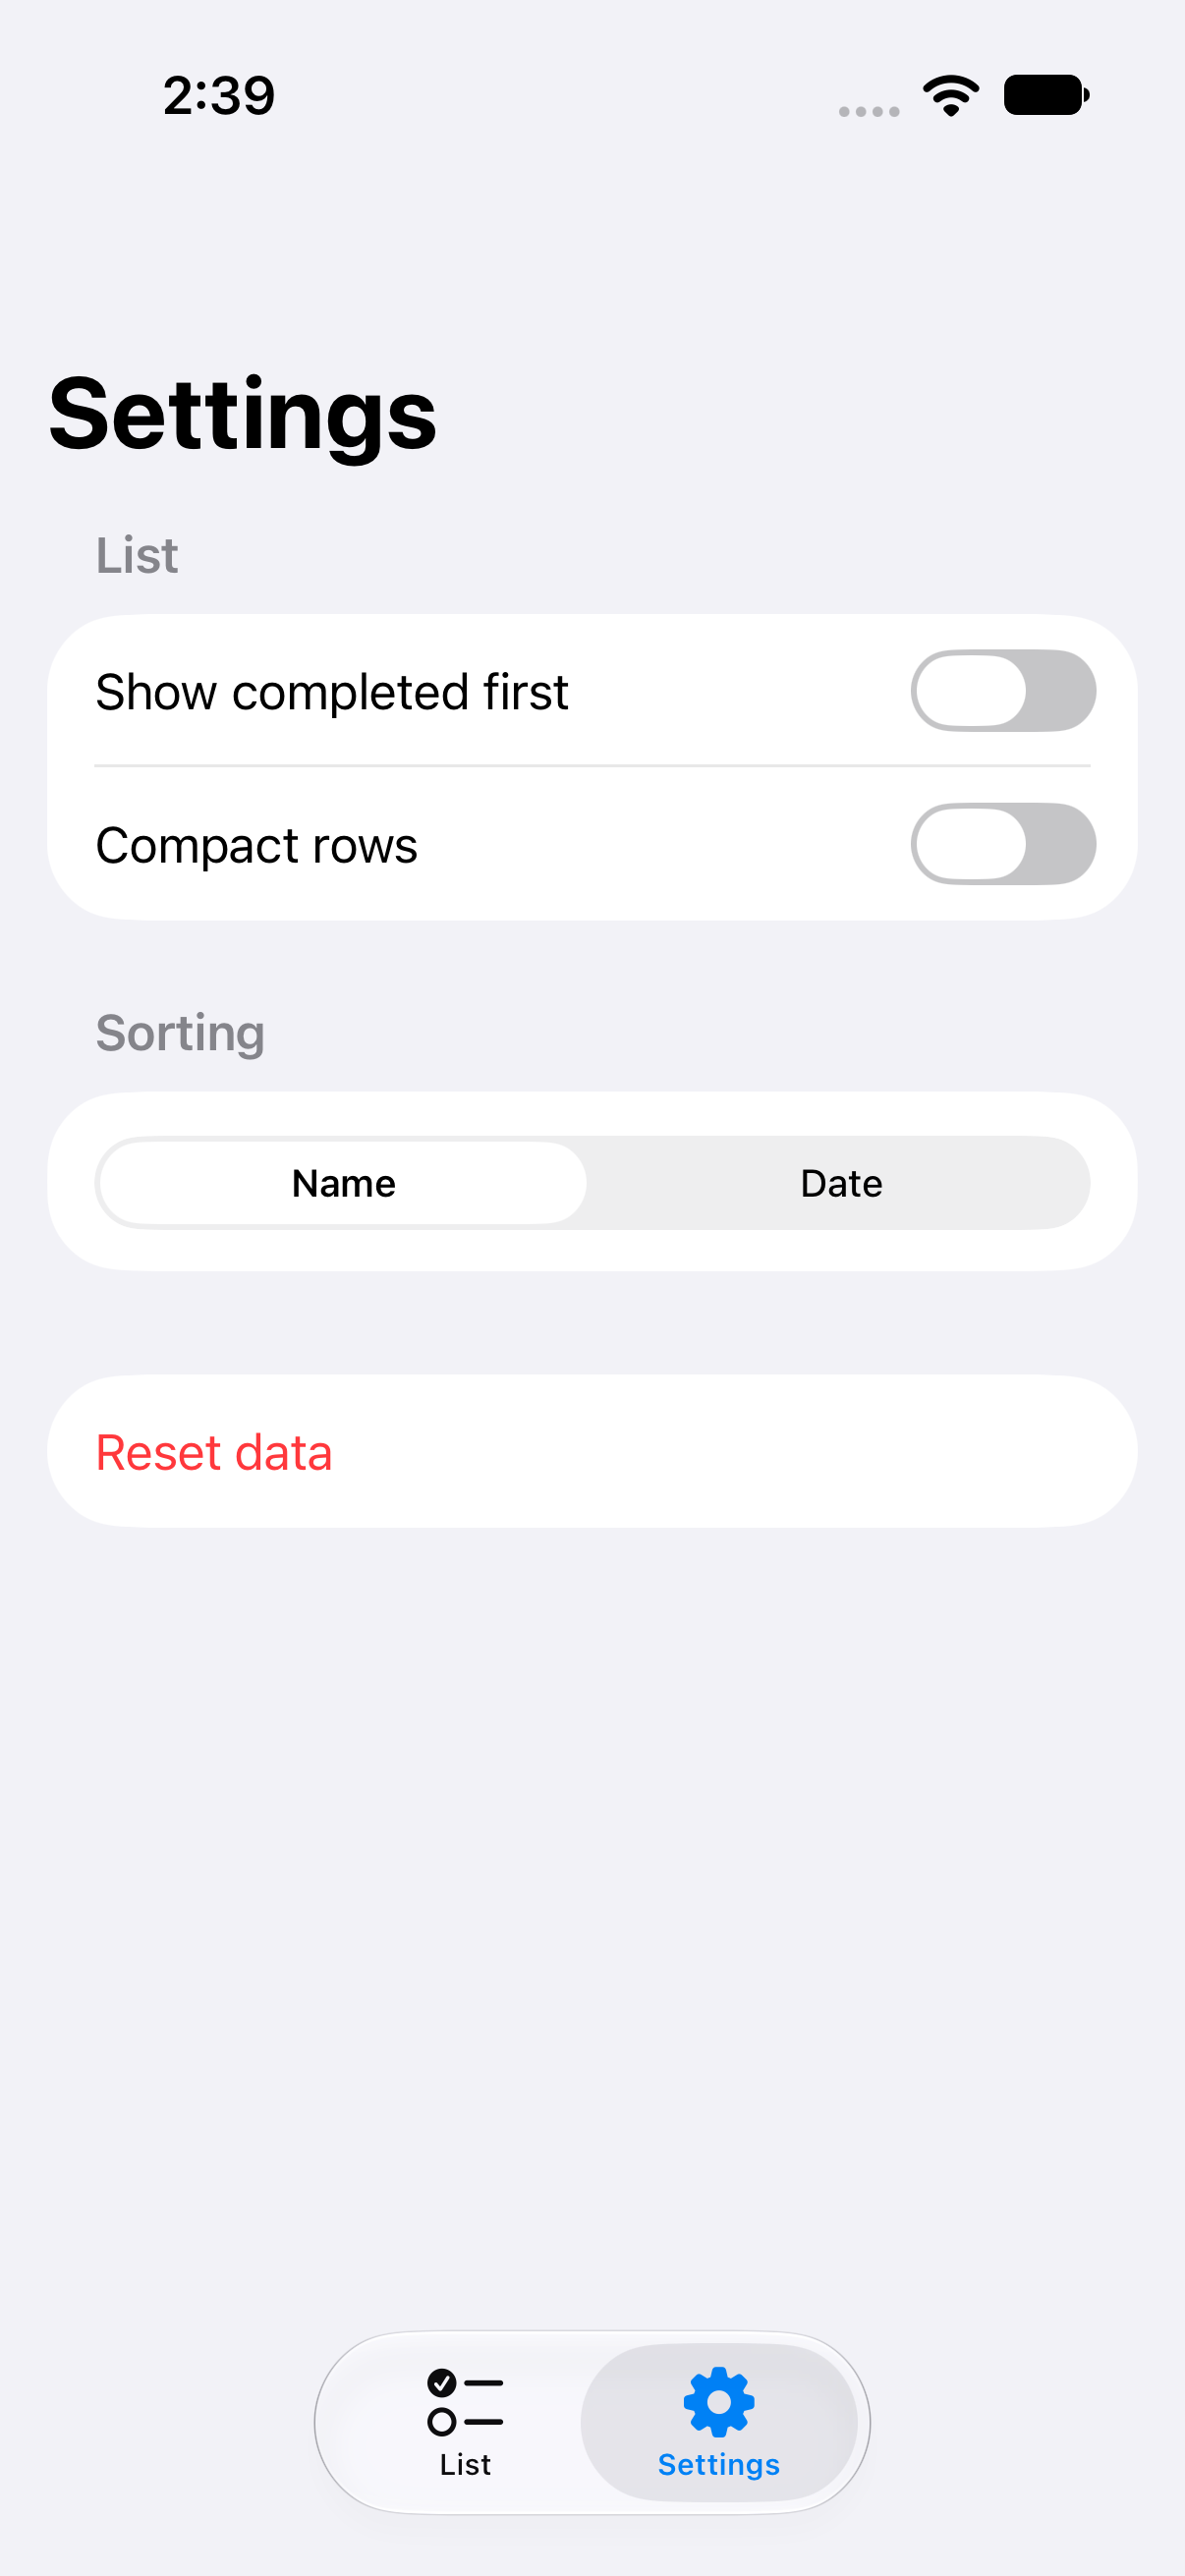 2:39
Settings
List
Show completed first
Compact rows
Sorting
Name Date
Reset data
List Settings